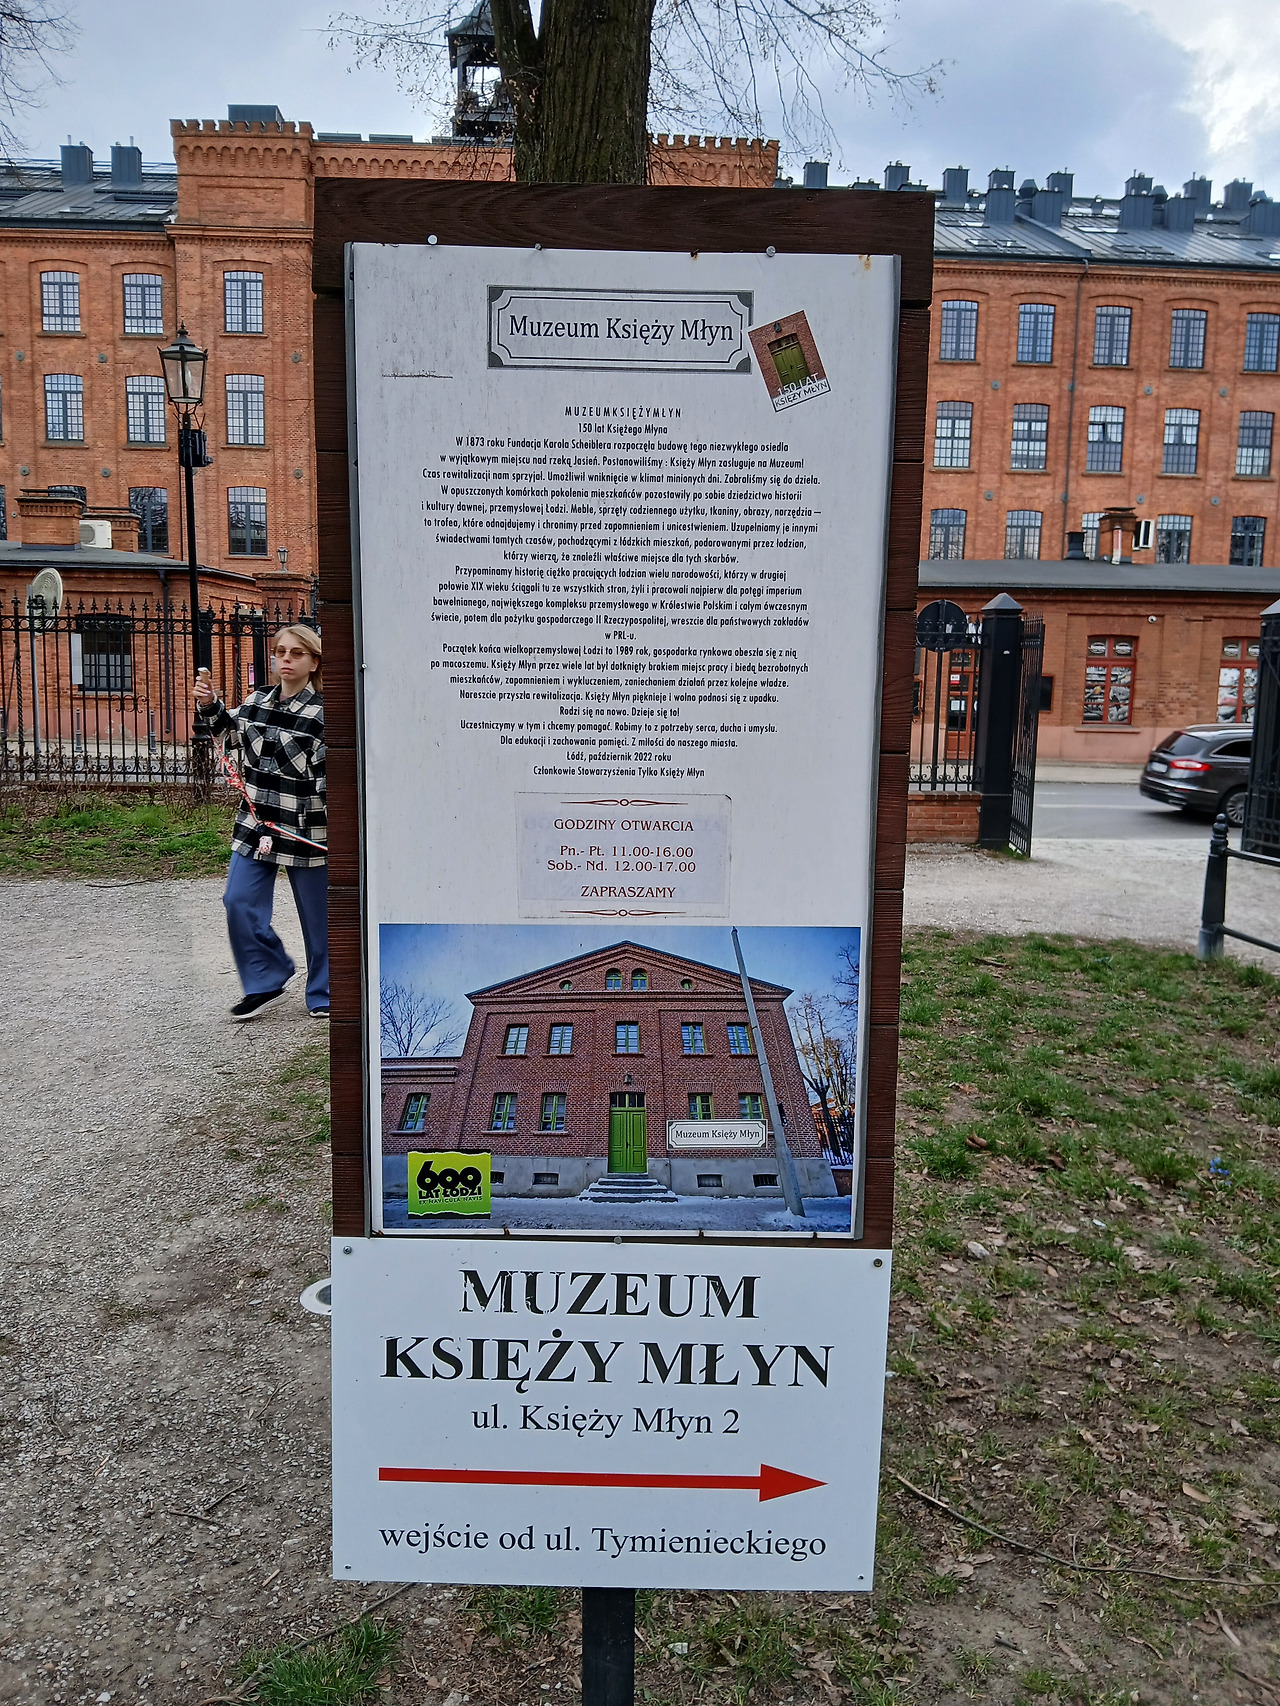 Muzeum Księży Młyn
150 LAT
KSIĘŻY MŁYN
MUZEUMKSIĘŻYMŁYN
150 lat Księżego Młyna
W 1873 roku Fundacja Karola Scheiblera rozpoczęła budowę tego niezwykłego osiedla
w wyjątkowym miejscu nad rzeką Jasień. Postanowiliśmy : Księży Młyn zasługuje na Muzeum!
Czas rewitalizacji nam sprzyjał. Umożliwił wniknięcie w klimat minionych dni. Zabraliśmy się do dzieła.
W opuszczonych komórkach pokolenia mieszkańców pozostawiły po sobie dziedzictwo historii
i kultury dawnej, przemysłowej Łodzi. Meble, sprzęty codziennego użytku, tkaniny, obrazy, narzędzia —
to trofea, które odnajdujemy i chronimy przed zapomnieniem i unicestwieniem. Uzupełniamy je innymi
świadectwami tamtych czasów, pochodzącymi z łódzkich mieszkań, podarowanymi przez łodzian,
którzy wierzą, że znaleźli właściwe miejsce dla tych skarbów.
Przypominamy historię ciężko pracujących łodzian wielu narodowości, którzy w drugiej
połowie XIX wieku ściągali tu ze wszystkich stron, żyli i pracowali najpierw dla potęgi imperium
bawełnianego, największego kompleksu przemysłowego w Królestwie Polskim i całym ówczesnym
świecie, potem dla pożytku gospodarczego II Rzeczypospolitej, wreszcie dla państwowych zakładów
w PRL-u.
Początek końca wielkoprzemysłowej Łodzi to 1989 rok, gospodarka rynkowa obeszła się z nią
po macoszemu. Księży Młyn przez wiele lat był dotknięty brakiem miejsc pracy i biedą bezrobotnych
mieszkańców, zapomnieniem i wykluczeniem, zaniechaniem działań przez kolejne władze.
Nareszcie przyszła rewitalizacja. Księży Młyn pięknieje i wolno podnosi się z upadku.
Rodzi się na nowo. Dzieje się to!
Uczestniczymy w tym i chcemy pomagać. Robimy to z potrzeby serca, ducha i umysłu.
Dla edukacji i zachowania pamięci. Z miłości do naszego miasta.
Łódź, październik 2022 roku
Członkowie Stowarzyszenia Tylko Księży Młyn
GODZINY OTWARCIA
Pn.- Pt. 11.00-16.00
Sob.- Nd. 12.00-17.00
ZAPRASZAMY
Muzeum Księży Młyn
600
LAT ŁODZI
EX NAVICULA NAVIS
MUZEUM
KSIĘŻY MŁYN
ul. Księży Młyn 2
wejście od ul. Tymienieckiego